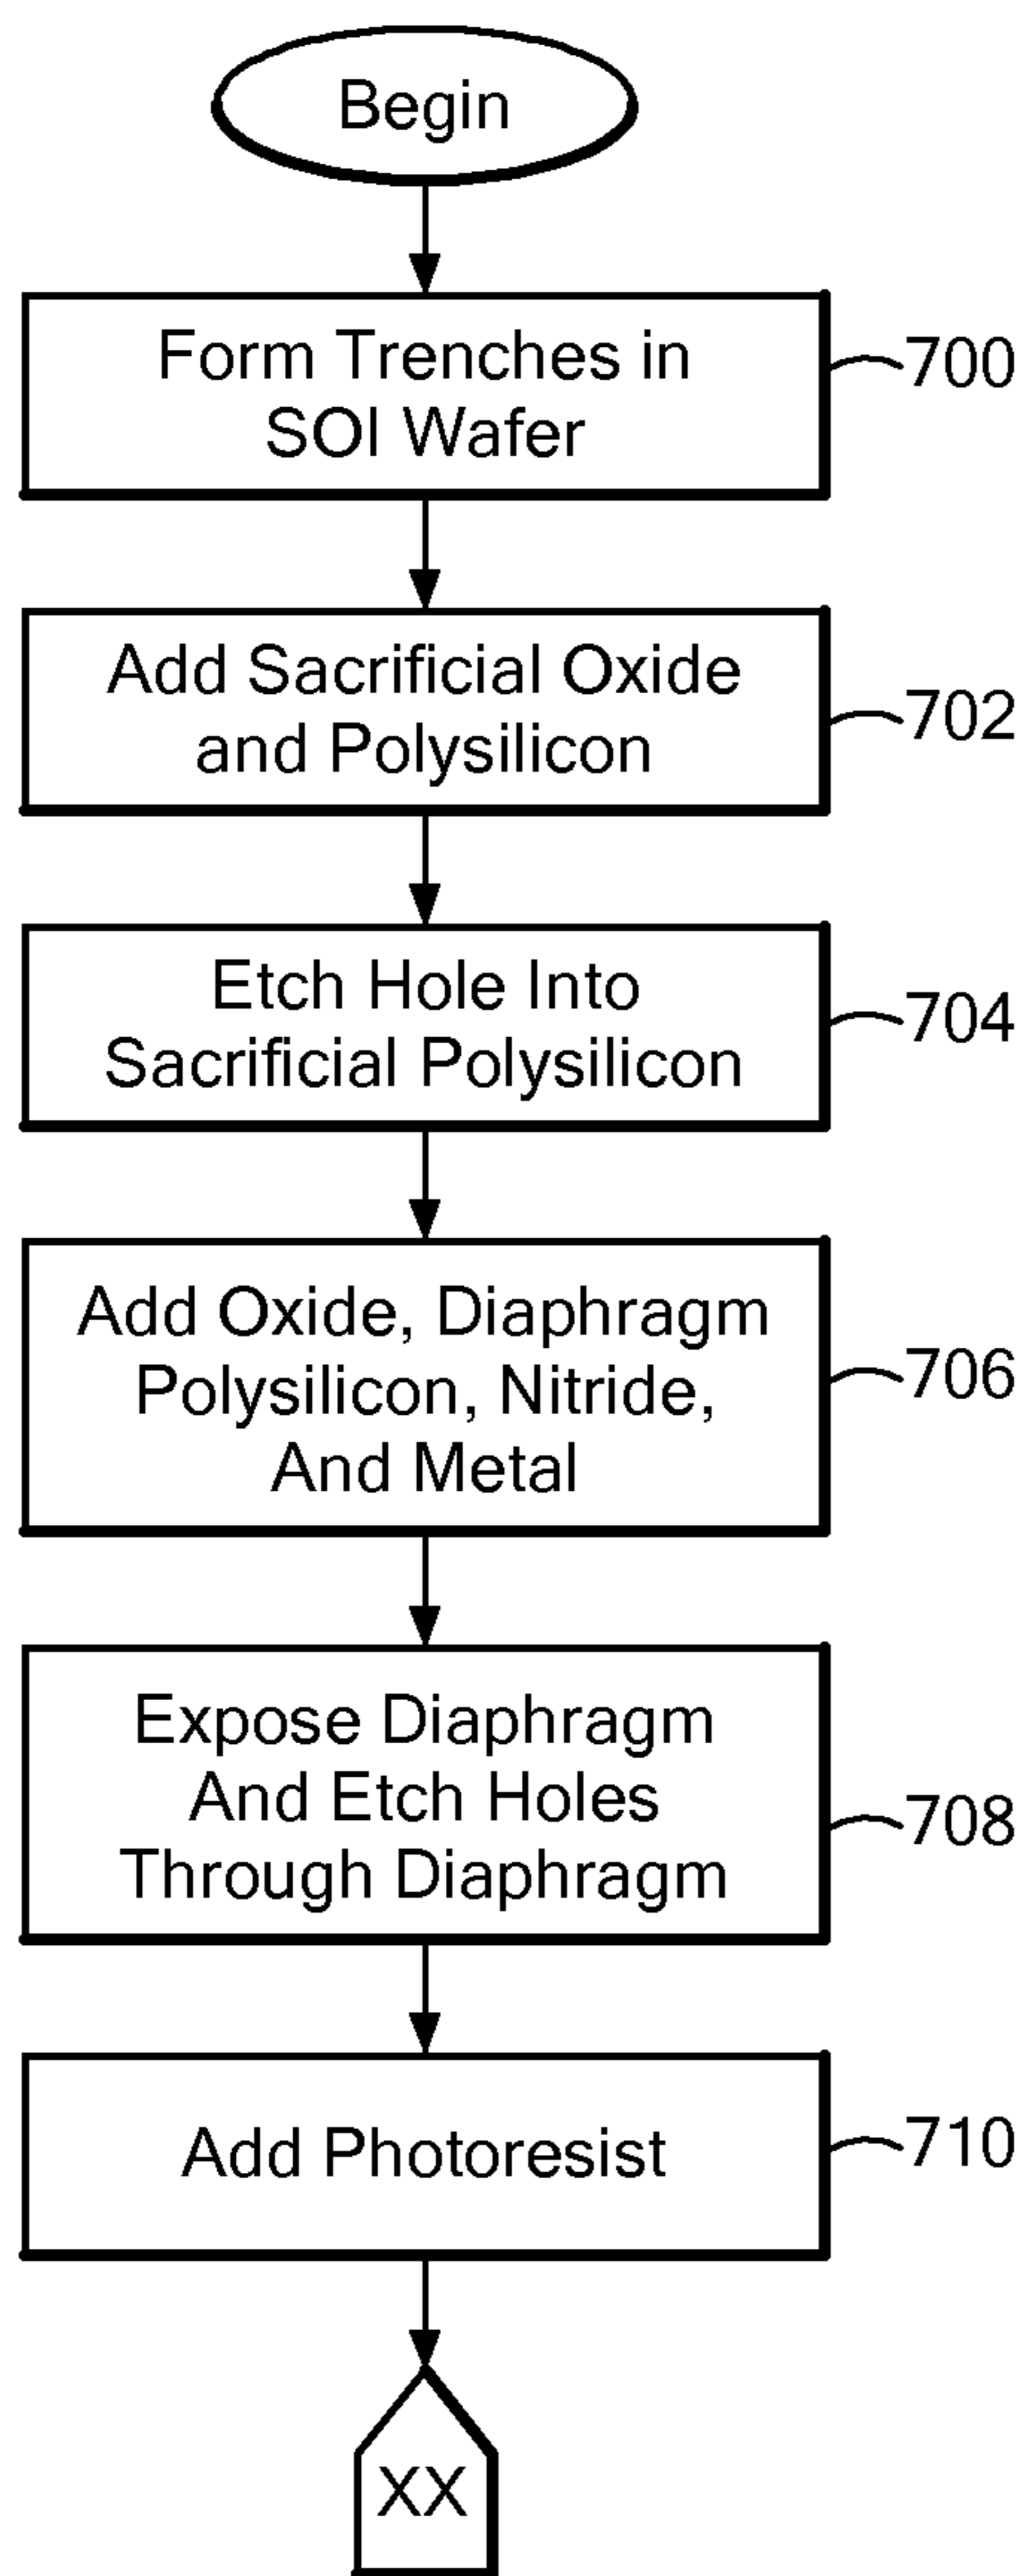 Begin
Form Trenches in
SOI Wafer
700
Add Sacrificial Oxide
and Polysilicon
702
Etch Hole Into
Sacrificial Polysilicon
704
Add Oxide, Diaphragm
Polysilicon, Nitride,
And Metal
706
Expose Diaphragm
And Etch Holes
Through Diaphragm
708
Add Photoresist
710
XX